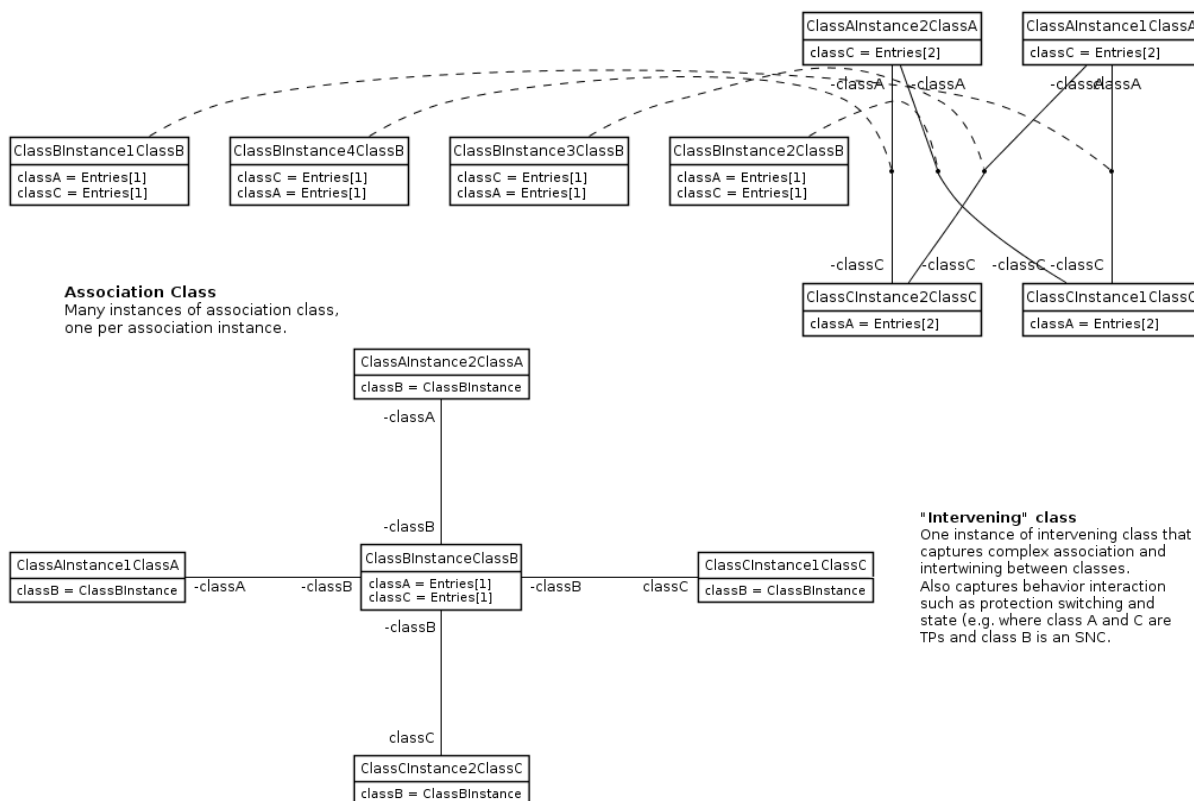 ClassAInstance2ClassA
classC = Entries[2]
ClassAInstance1ClassA
classC = Entries[2]
-classA
-classA
-classA
-classA
ClassBInstance1ClassB
classA = Entries[1]
classC = Entries[1]
ClassBInstance4ClassB
classC = Entries[1]
classA = Entries[1]
ClassBInstance3ClassB
classC = Entries[1]
classA = Entries[1]
ClassBInstance2ClassB
classA = Entries[1]
classC = Entries[1]
-classC
-classC
-classC
-classC
ClassCInstance2ClassC
classA = Entries[2]
ClassCInstance1ClassC
classA = Entries[2]
Association Class
Many instances of association class,
one per association instance.
ClassAInstance2ClassA
classB = ClassBInstance
-classA
-classB
ClassAInstance1ClassA
classB = ClassBInstance
-classA
-classB
ClassBInstanceClassB
classA = Entries[1]
classC = Entries[1]
-classB
classC
ClassCInstance1ClassC
classB = ClassBInstance
-classB
classC
ClassCInstance2ClassC
classB = ClassBInstance
"Intervening" class
One instance of intervening class that
captures complex association and
intertwining between classes.
Also captures behavior interaction
such as protection switching and
state (e.g. where class A and C are
TPs and class B is an SNC.